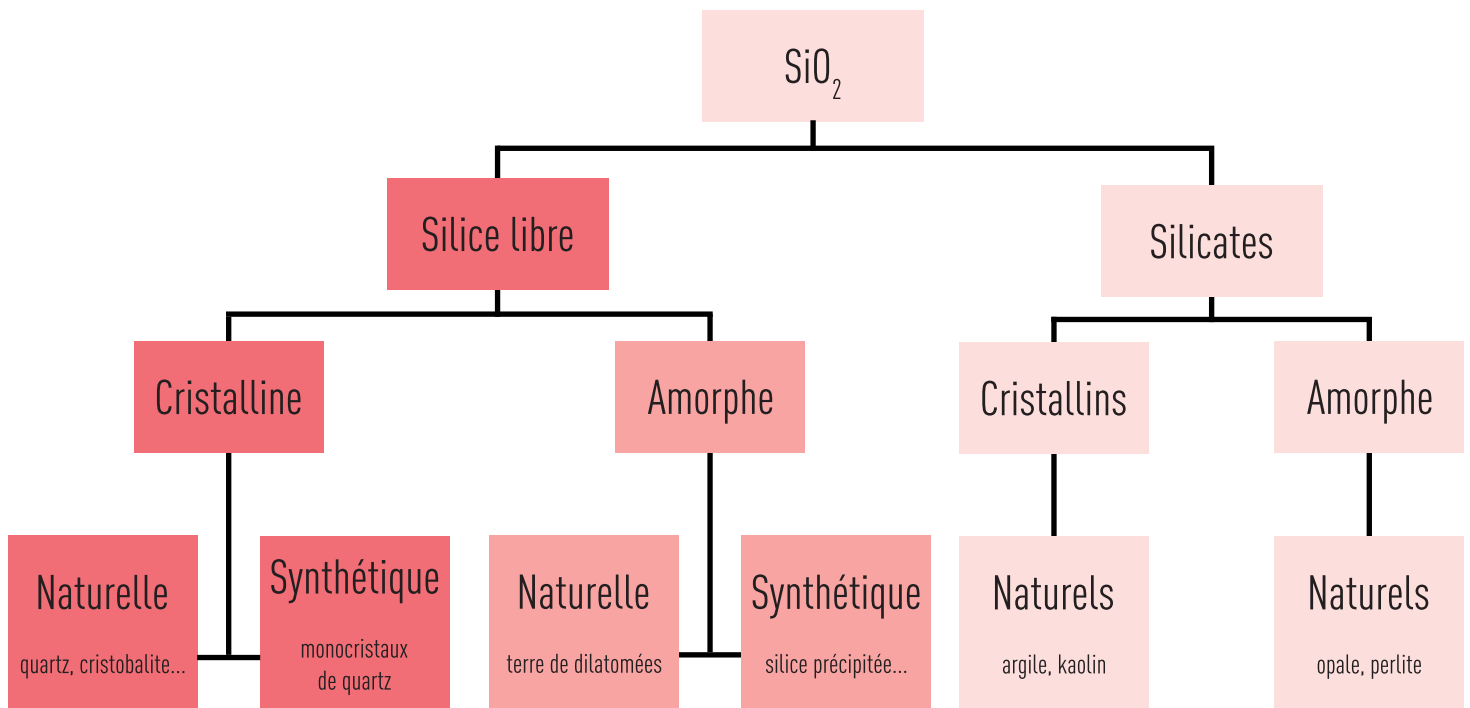 SiO₂
Silice libre
Silicates
Cristalline
Amorphe
Cristallins
Amorphe
Naturelle
quartz, cristobalite...
Synthétique
monocristaux
de quartz
Naturelle
terre de dilatomées
Synthétique
silice précipitée...
Naturels
argile, kaolin
Naturels
opale, perlite